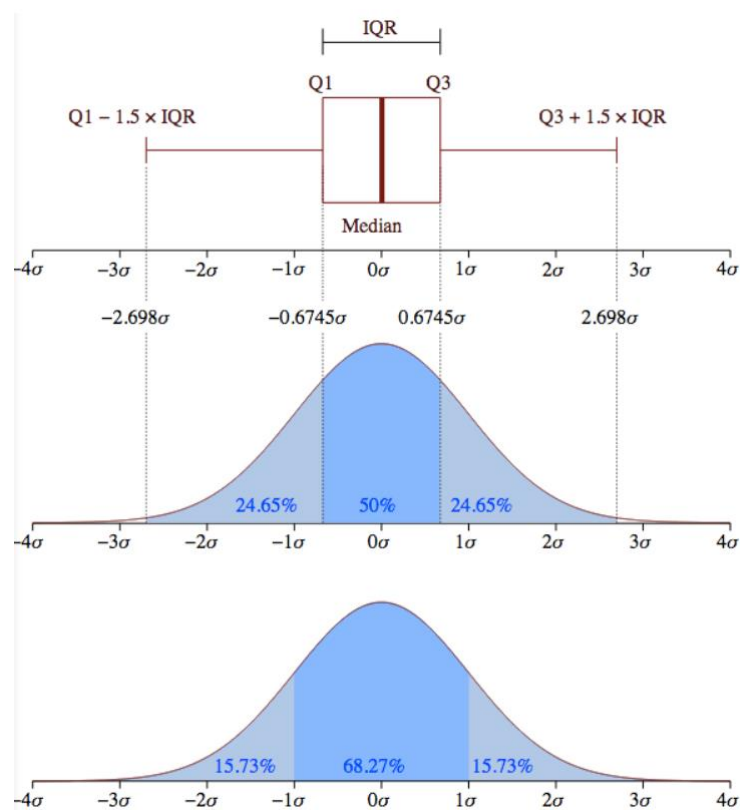 IQR
Q1 Q3
Q1 − 1.5 × IQR Q3 + 1.5 × IQR
Median
−4σ −3σ −2σ −1σ 0σ 1σ 2σ 3σ 4σ
−2.698σ −0.6745σ 0.6745σ 2.698σ
24.65% 50% 24.65%
−4σ −3σ −2σ −1σ 0σ 1σ 2σ 3σ 4σ
15.73% 68.27% 15.73%
−4σ −3σ −2σ −1σ 0σ 1σ 2σ 3σ 4σ